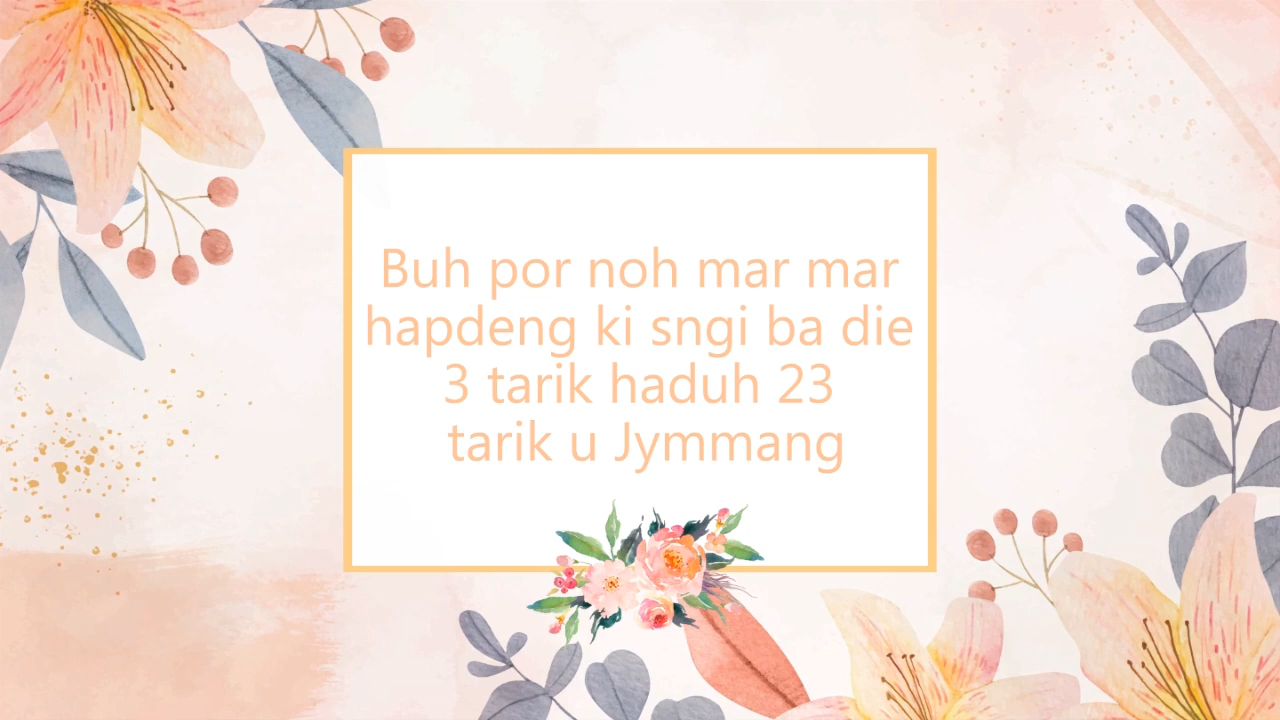 Buh por noh mar mar
hapdeng ki sngi ba die
3 tarik haduh 23
tarik u Jymmang